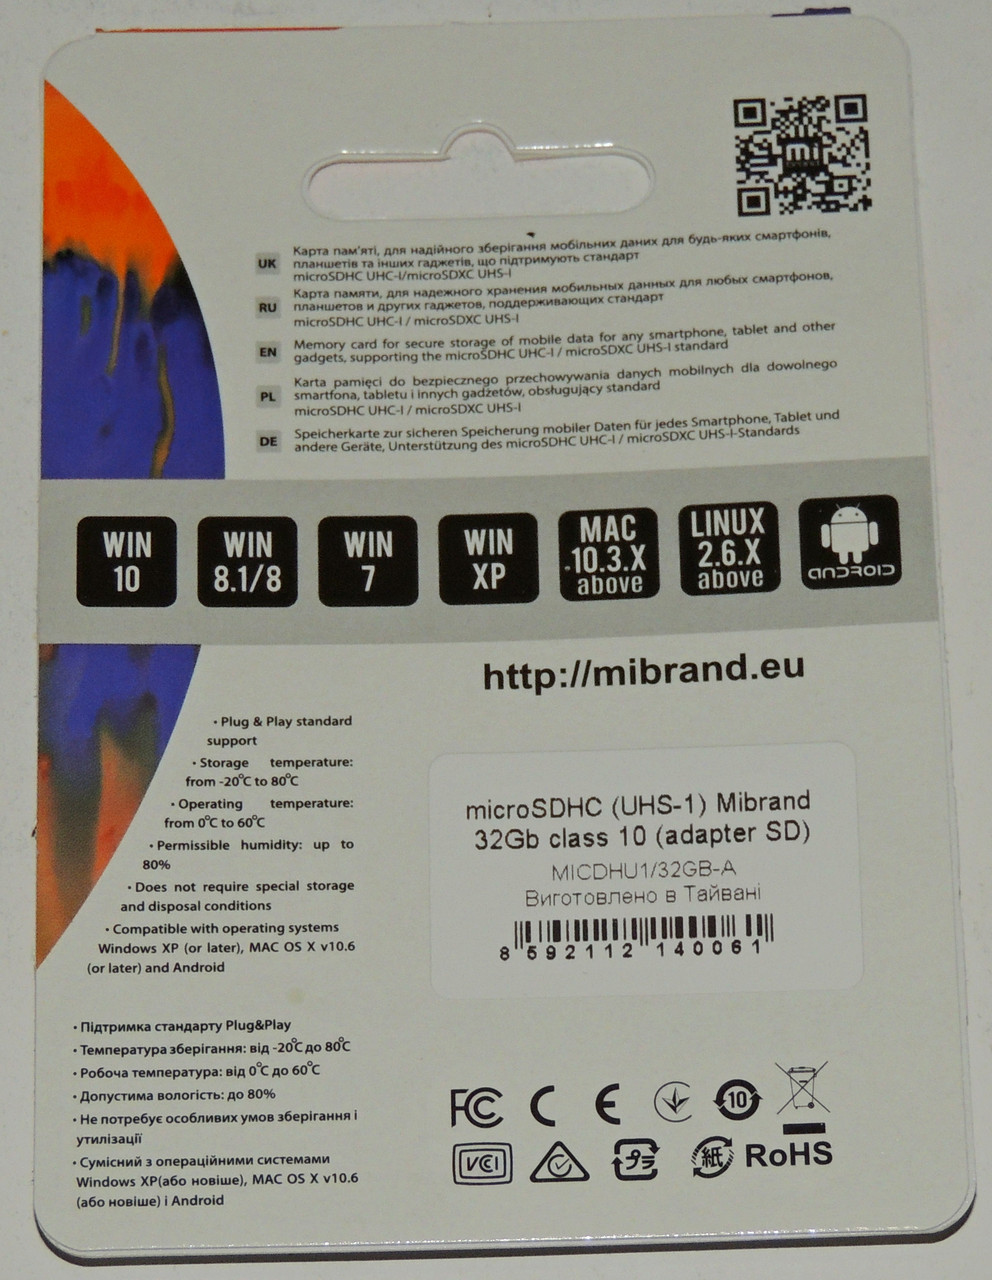 mi
UK
Карта пам'яті, для надійного зберігання мобільних даних для будь-яких смартфонів,
планшетів та інших гаджетів, що підтримують стандарт
microSDHC UHC-I/microSDXC UHS-I
RU
Карта памяти, для надежного хранения мобильных данных для любых смартфонов,
планшетов и других гаджетов, поддерживающих стандарт
microSDHC UHC-I / microSDXC UHS-I
EN
Memory card for secure storage of mobile data for any smartphone, tablet and other
gadgets, supporting the microSDHC UHC-I / microSDXC UHS-I standard
PL
Karta pamięci do bezpiecznego przechowywania danych mobilnych dla dowolnego
smartfona, tabletu i innych gadżetów, obsługujący standard
microSDHC UHC-I / microSDXC UHS-I
DE
Speicherkarte zur sicheren Speicherung mobiler Daten für jedes Smartphone, Tablet und
andere Geräte, Unterstützung des microSDHC UHC-I / microSDXC UHS-I-Standards
WIN
10
WIN
8.1/8
WIN
7
WIN
XP
MAC
10.3.X
above
LINUX
2.6.X
above
ANDROID
http://mibrand.eu
• Plug & Play standard
support
• Storage temperature:
from -20°C to 80°C
• Operating temperature:
from 0°C to 60°C
• Permissible humidity: up to
80%
• Does not require special storage
and disposal conditions
• Compatible with operating systems
Windows XP (or later), MAC OS X v10.6
(or later) and Android
microSDHC (UHS-1) Mibrand
32Gb class 10 (adapter SD)
MICDHU1/32GB-A
Виготовлено в Тайвані
8 592112 140061
• Підтримка стандарту Plug&Play
• Температура зберігання: від -20°C до 80°C
• Робоча температура: від 0°C до 60°C
• Допустима вологість: до 80%
• Не потребує особливих умов зберігання і
утилізації
• Сумісний з операційними системами
Windows XP(або новіше), MAC OS X v10.6
(або новіше) і Android
FC CE 10
VCCI プラ 紙 RoHS